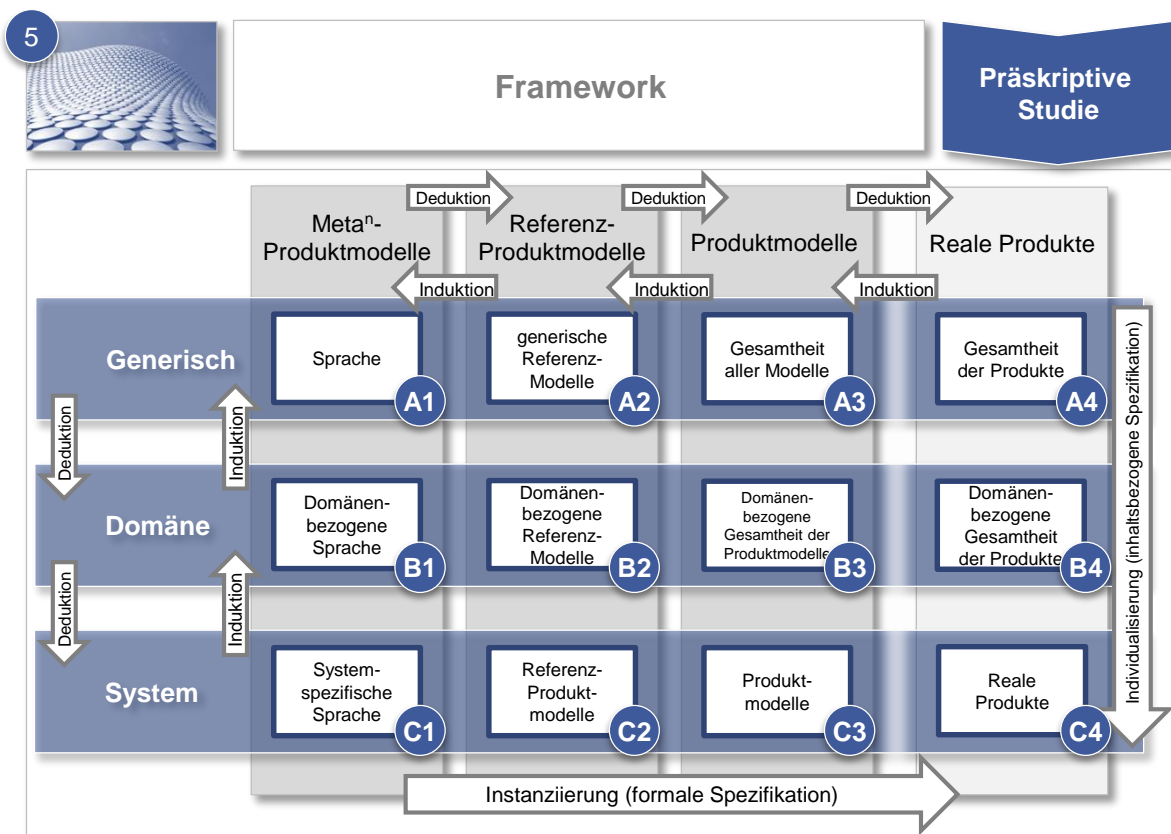 5
Framework
Präskriptive
Studie
Deduktion
Deduktion
Deduktion
Metaⁿ-
Produktmodelle
Referenz-
Produktmodelle
Produktmodelle
Reale Produkte
Induktion
Induktion
Induktion
Generisch
Sprache
A1
generische
Referenz-
Modelle
A2
Gesamtheit
aller Modelle
A3
Gesamtheit
der Produkte
A4
Deduktion
Induktion
Individualisierung (inhaltsbezogene Spezifikation)
Domäne
Domänen-
bezogene
Sprache
B1
Domänen-
bezogene
Referenz-
Modelle
B2
Domänen-
bezogene
Gesamtheit der
Produktmodelle
B3
Domänen-
bezogene
Gesamtheit
der Produkte
B4
Deduktion
Induktion
System
System-
spezifische
Sprache
C1
Referenz-
Produkt-
modelle
C2
Produkt-
modelle
C3
Reale
Produkte
C4
Instanziierung (formale Spezifikation)